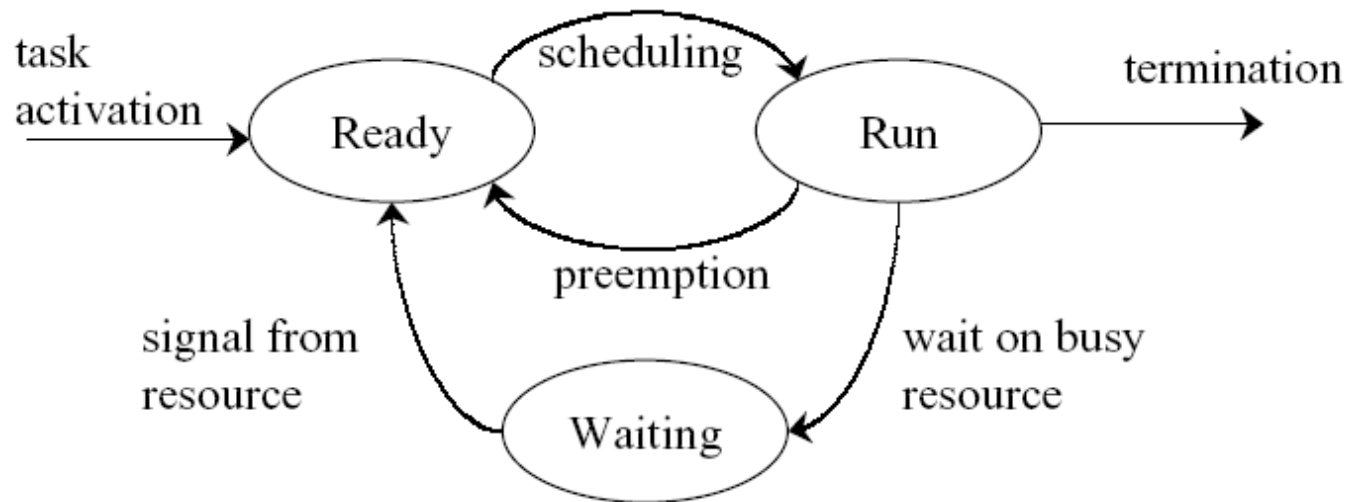 task
activation
scheduling
termination
Ready
Run
preemption
signal from
resource
wait on busy
resource
Waiting